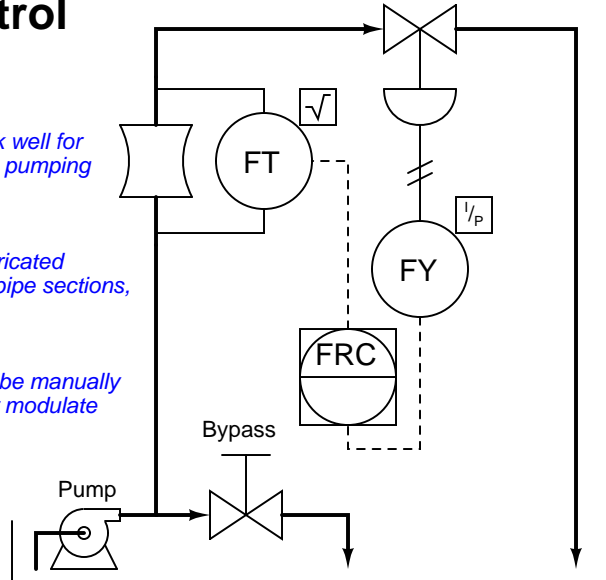 trol
k well for
pumping
FT
√
I/P
ricated
pipe sections,
FY
FRC
be manually
modulate
Bypass
Pump